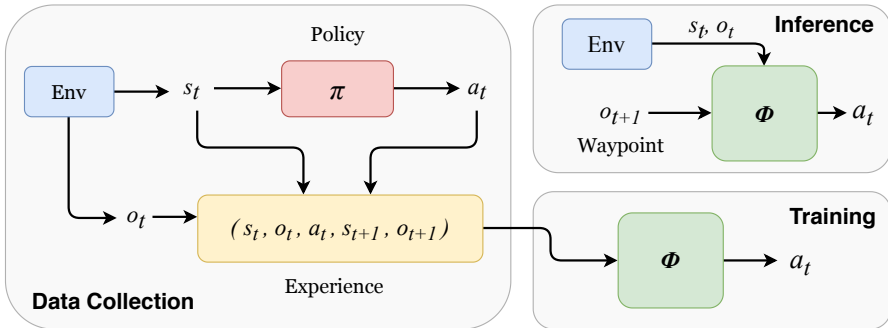 Policy
Env
s_t
π
a_t
o_t
( s_t , o_t , a_t , s_{t+1} , o_{t+1} )
Experience
Data Collection
Inference
Env
s_t, o_t
o_{t+1}
Waypoint
Φ
a_t
Training
Φ
a_t